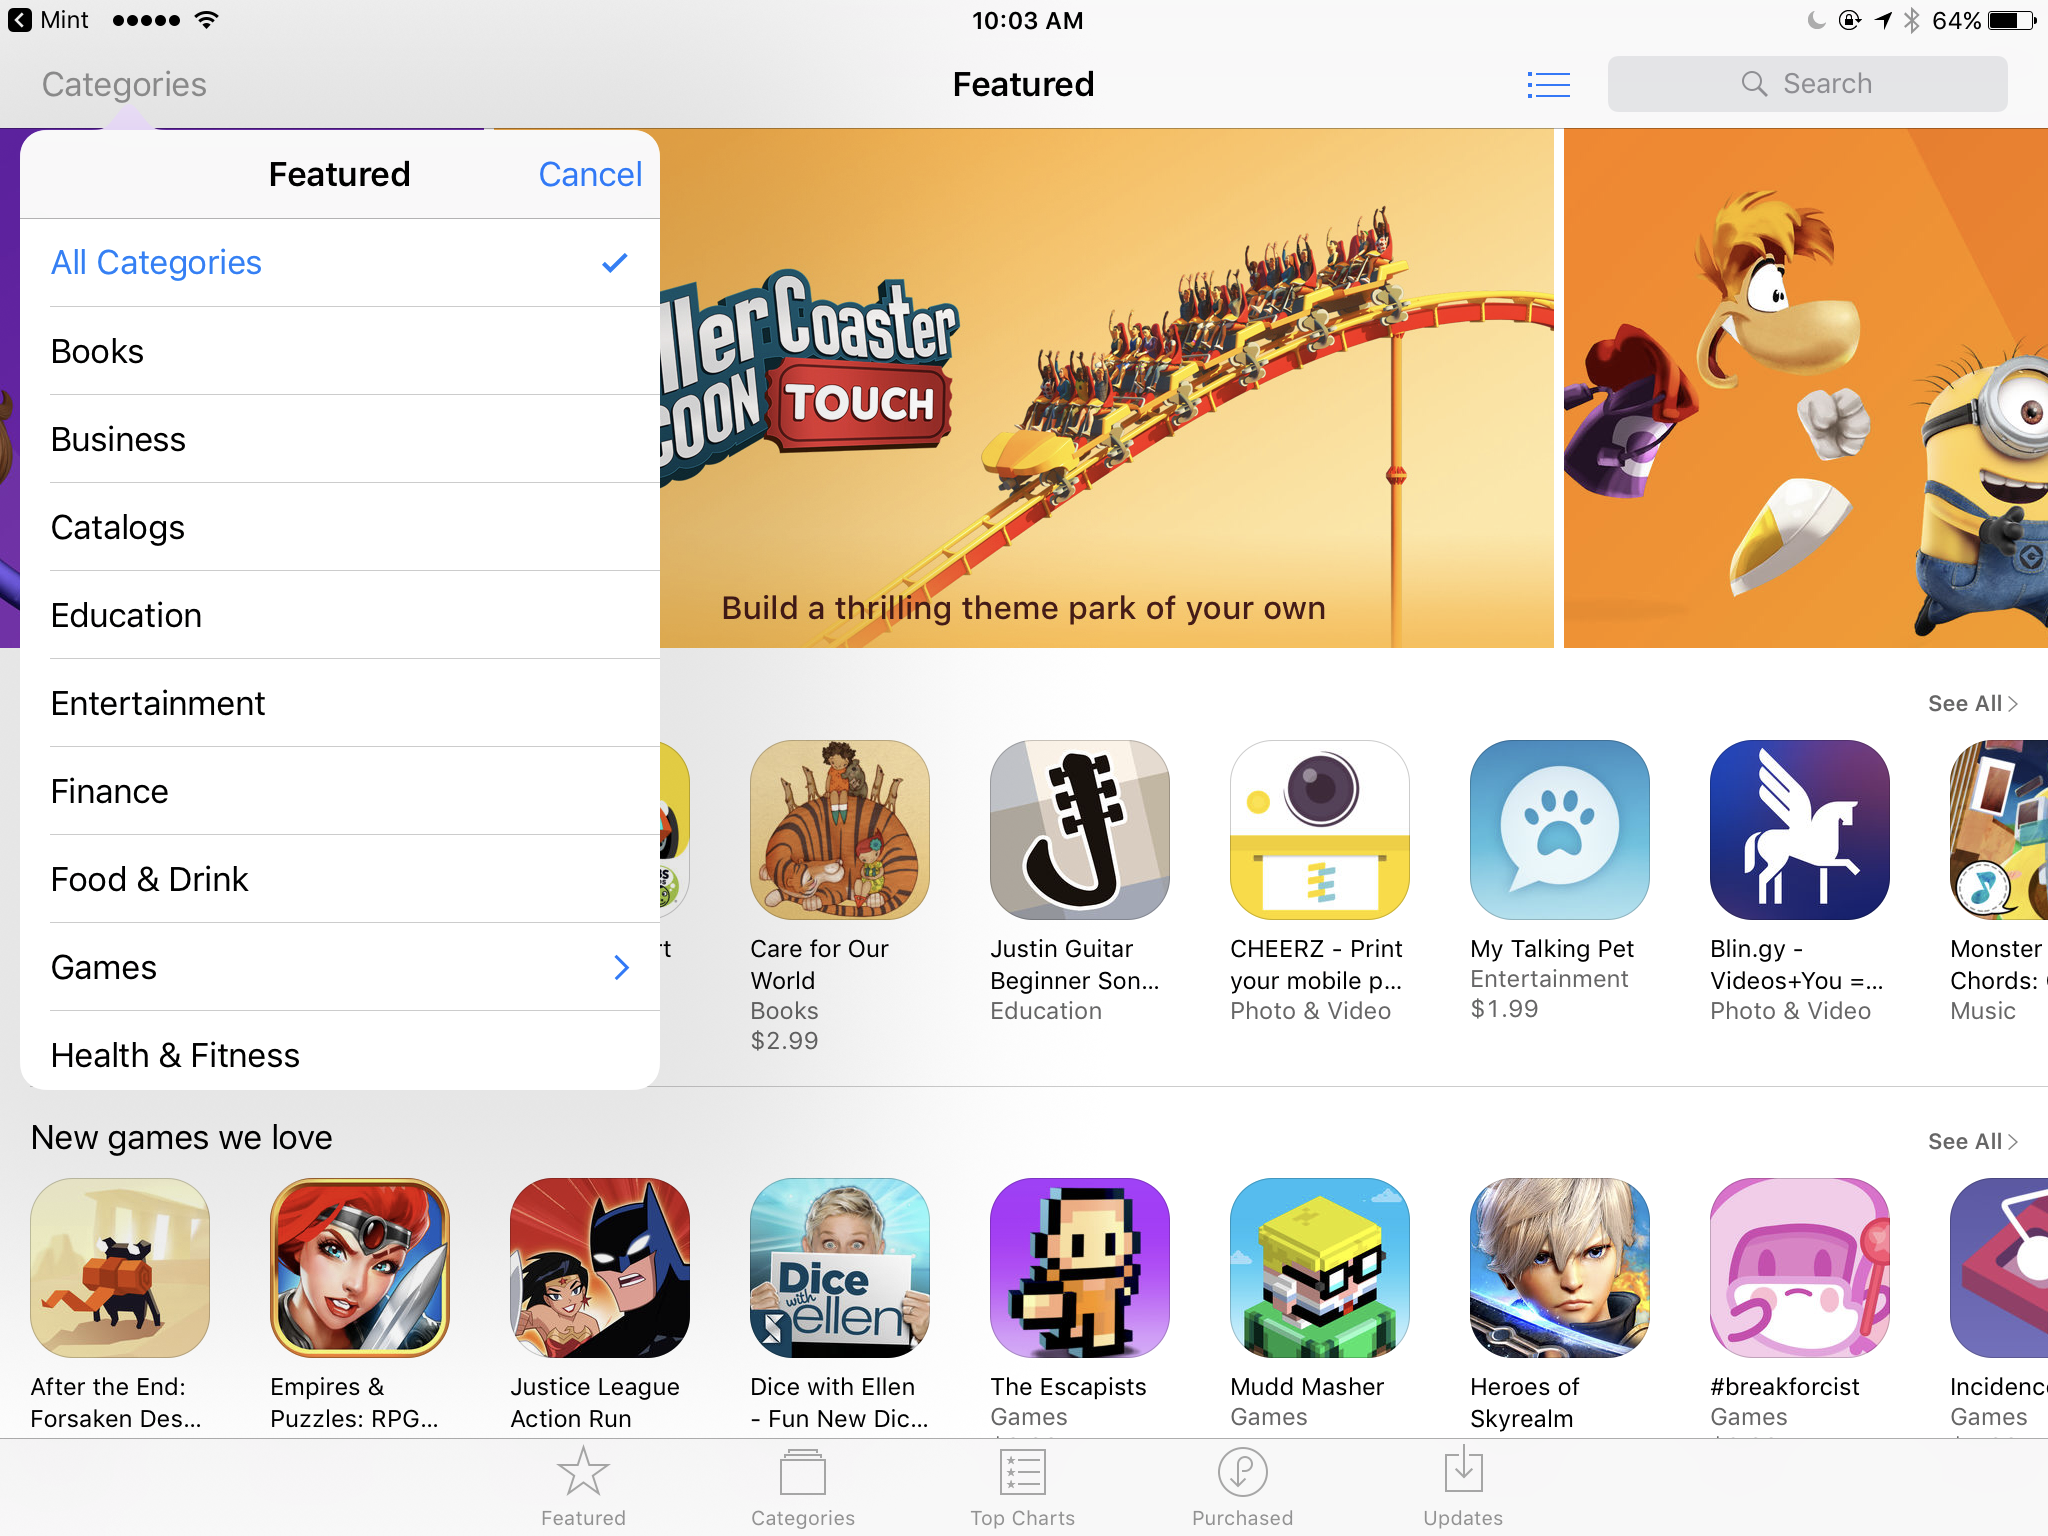 Mint
10:03 AM
64%
Categories
Featured
Search
Featured
Cancel
All Categories
Books
Business
Catalogs
Education
Entertainment
Finance
Food & Drink
Games
Health & Fitness
Coaster
TOUCH
Build a thrilling theme park of your own
See All
Care for Our
World
Books
$2.99
Justin Guitar
Beginner Son...
Education
CHEERZ - Print
your mobile p...
Photo & Video
My Talking Pet
Entertainment
$1.99
Blin.gy -
Videos+You =...
Photo & Video
Monster
Chords:
Music
New games we love
See All
Dice
with
ellen
After the End:
Forsaken Des...
Empires &
Puzzles: RPG...
Justice League
Action Run
Dice with Ellen
- Fun New Dic...
The Escapists
Games
Mudd Masher
Games
Heroes of
Skyrealm
#breakforcist
Games
Incidenc
Games
Featured
Categories
Top Charts
Purchased
Updates